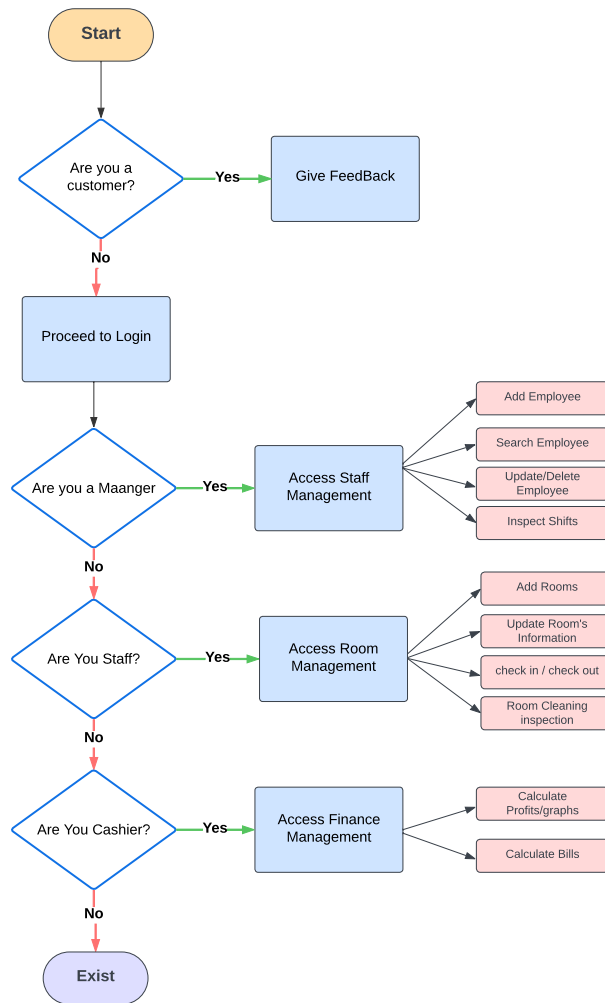 Start
Are you a
customer?
Yes
Give FeedBack
No
Proceed to Login
Are you a Maanger
Yes
Access Staff
Management
Add Employee
Search Employee
Update/Delete
Employee
Inspect Shifts
No
Are You Staff?
Yes
Access Room
Management
Add Rooms
Update Room's
Information
check in / check out
Room Cleaning
inspection
No
Are You Cashier?
Yes
Access Finance
Management
Calculate
Profits/graphs
Calculate Bills
No
Exist